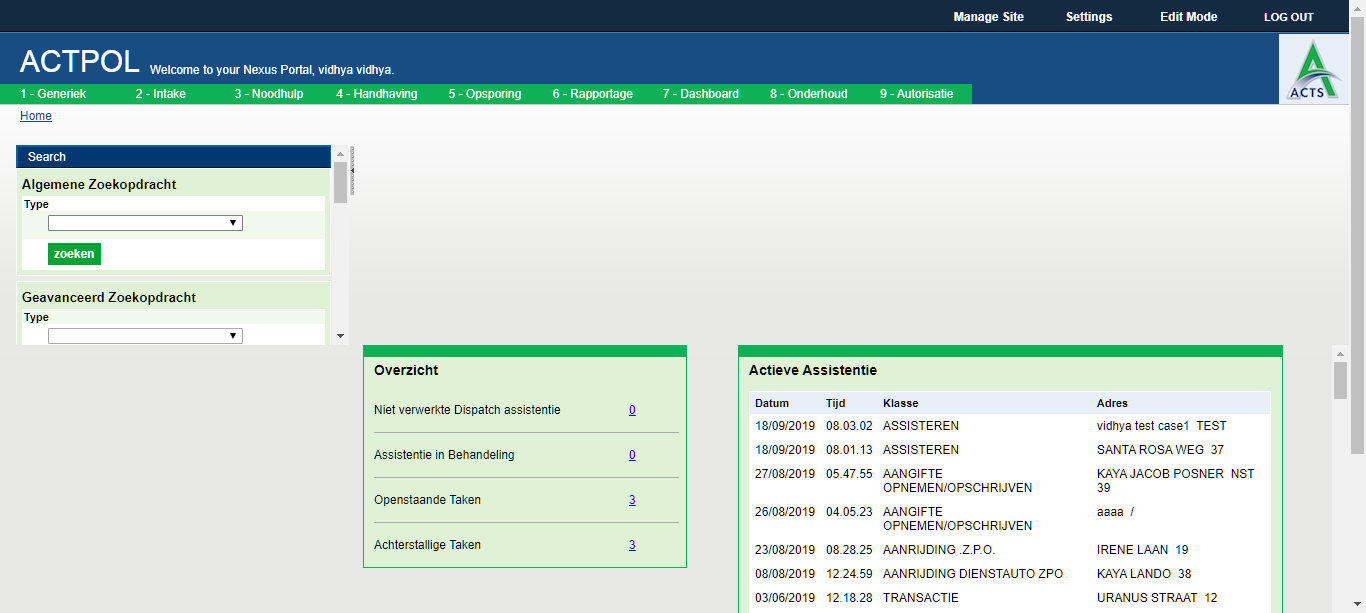 Manage Site Settings Edit Mode LOG OUT
ACTPOL Welcome to your Nexus Portal, vidhya vidhya.
ACTS
1 - Generiek 2 - Intake 3 - Noodhulp 4 - Handhaving 5 - Opsporing 6 - Rapportage 7 - Dashboard 8 - Onderhoud 9 - Autorisatie
Home
Search
Algemene Zoekopdracht
Type
zoeken
Geavanceerd Zoekopdracht
Type
Overzicht
Niet verwerkte Dispatch assistentie 0
Assistentie in Behandeling 0
Openstaande Taken 3
Achterstallige Taken 3
Actieve Assistentie
Datum Tijd Klasse Adres
18/09/2019 08.03.02 ASSISTEREN vidhya test case1 TEST
18/09/2019 08.01.13 ASSISTEREN SANTA ROSA WEG 37
27/08/2019 05.47.55 AANGIFTE KAYA JACOB POSNER NST
OPNEMEN/OPSCHRIJVEN 39
26/08/2019 04.05.23 AANGIFTE aaaa /
OPNEMEN/OPSCHRIJVEN
23/08/2019 08.28.25 AANRIJDING .Z.P.O. IRENE LAAN 19
08/08/2019 12.24.59 AANRIJDING DIENSTAUTO ZPO KAYA LANDO 38
03/06/2019 12.18.28 TRANSACTIE URANUS STRAAT 12